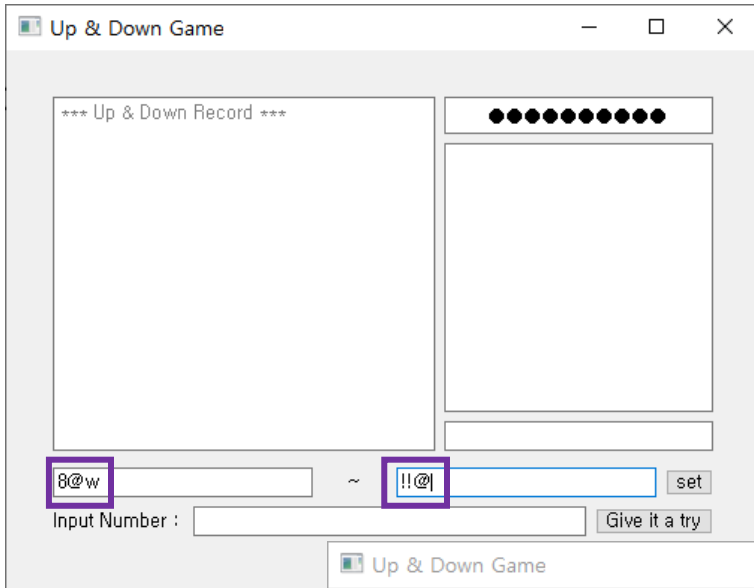 Up & Down Game
*** Up & Down Record ***
●●●●●●●●●●
8@w ~ !!@ set
Input Number : Give it a try
Up & Down Game